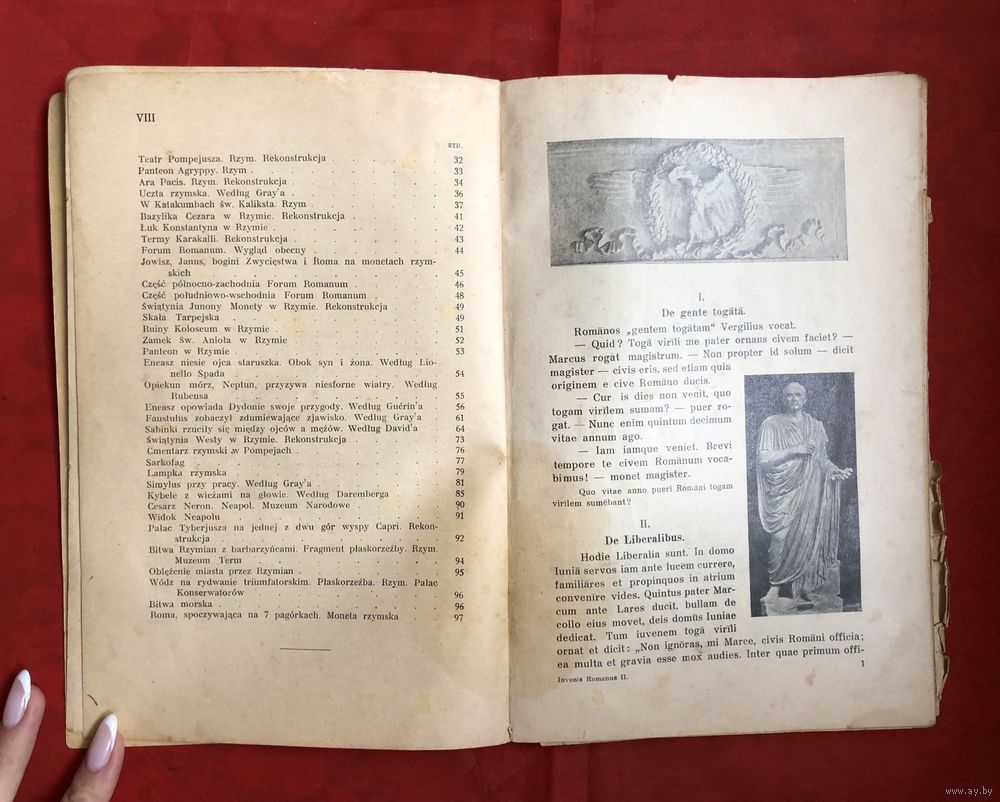 VIII
STR.
Teatr Pompejusza. Rzym. Rekonstrukcja . . . . . . 32
Panteon Agryppy. Rzym . . . . . . . . 33
Ara Pacis. Rzym. Rekonstrukcja . . . . . . . 34
Uczta rzymska. Według Gray'a . . . . . . . 36
W Katakumbach św. Kaliksta. Rzym . . . . . . 37
Bazylika Cezara w Rzymie. Rekonstrukcja . . . . . 41
Łuk Konstantyna w Rzymie . . . . . . . . 42
Termy Karakalli. Rekonstrukcja . . . . . . . 43
Forum Romanum. Wygląd obecny . . . . . . 44
Jowisz, Janus, bogini Zwycięstwa i Roma na monetach rzym-
skich . . . . . . . . . . 45
Część północno-zachodnia Forum Romanum . . . . . 46
Część południowo-wschodnia Forum Romanum . . . . 48
Świątynia Junony Monety w Rzymie. Rekonstrukcja . . . 49
Skała Tarpejska . . . . . . . . . 49
Ruiny Koloseum w Rzymie . . . . . . . . 51
Zamek Św. Anioła w Rzymie . . . . . . . 52
Panteon w Rzymie . . . . . . . . . 53
Eneasz niesie ojca staruszka. Obok syn i żona. Według Lio-
nello Spada . . . . . . . . . 54
Opiekun mórz, Neptun, przyzywa niesforne wiatry. Według
Rubensa . . . . . . . . . 55
Eneasz opowiada Dydonie swoje przygody. Według Guérin'a . 56
Faustulus zobaczył zdumiewające zjawisko. Według Gray'a . 61
Sabinki rzuciły się między ojców a mężów. Według David'a . 64
Świątynia Westy w Rzymie. Rekonstrukcja . . . . . 73
Cmentarz rzymski w Pompejach . . . . . . . 76
Sarkofag . . . . . . . . . . 77
Lampka rzymska . . . . . . . . . 79
Simylus przy pracy. Według Gray'a . . . . . . 81
Kybele z wieżami na głowie. Według Daremberga . . . 85
Cesarz Neron. Neapol. Muzeum Narodowe . . . . . 90
Widok Neapolu . . . . . . . . . 91
Pałac Tyberjusza na jednej z dwu gór wyspy Capri. Rekon-
strukcja . . . . . . . . . 92
Bitwa Rzymian z barbarzyńcami. Fragment płaskorzeźby. Rzym.
Muzeum Term . . . . . . . . 94
Oblężenie miasta przez Rzymian . . . . . . . 95
Wódz na rydwanie triumfatorskim. Płaskorzeźba. Rzym. Pałac
Konserwatorów . . . . . . . . 96
Bitwa morska . . . . . . . . . 96
Roma, spoczywająca na 7 pagórkach. Moneta rzymska . . . 97
I.
De gente togātā.
Romānos „gentem togātam" Vergilius vocat.
— Quid? Togā virīli me pater ornans civem faciet? —
Marcus rogāt magistrum. — Non propter id solum — dicit
magister — civis eris, sed etiam quia
originem e cive Romāno ducis.
— Cur is dies non venit, quo
togam virīlem sumam? — puer ro-
gat. — Nunc enim quintum decimum
vitae annum ago.
— Iam iamque veniet. Brevi
tempore te civem Romānum voca-
bimus! — monet magister.
Quo vitae anno pueri Romāni togam
virīlem sumēbant?
II.
De Liberalibus.
Hodie Liberalia sunt. In domo
Iuniā servos iam ante lucem currere,
familiāres et propinquos in atrium
convenīre vides. Quintus pater Mar-
cum ante Lares ducit, bullam de
collo eius movet, deis domūs Iuniae
dedicat. Tum iuvenem togā virīli
ornat et dicit: „Non ignōras, mi Marce, civis Romāni officia;
ea multa et gravia esse mox audies. Inter quae primum offi-
1
Iuvenis Romanus II.
www.ay.by